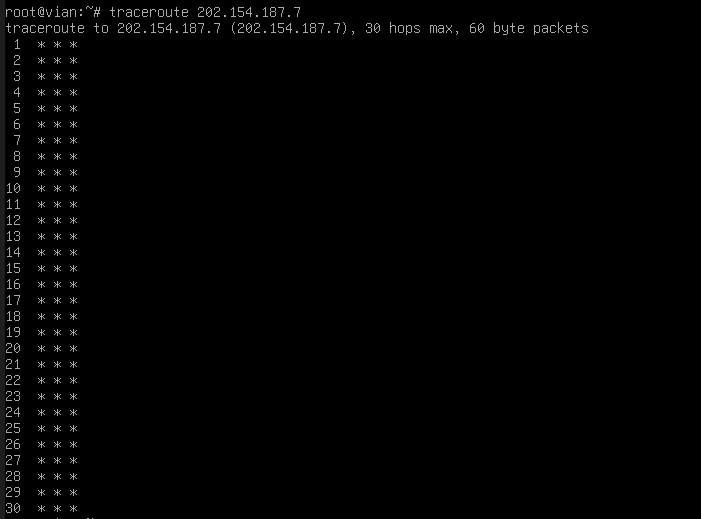 root@vian:~# traceroute 202.154.187.7
traceroute to 202.154.187.7 (202.154.187.7), 30 hops max, 60 byte packets
 1  * * *
 2  * * *
 3  * * *
 4  * * *
 5  * * *
 6  * * *
 7  * * *
 8  * * *
 9  * * *
10  * * *
11  * * *
12  * * *
13  * * *
14  * * *
15  * * *
16  * * *
17  * * *
18  * * *
19  * * *
20  * * *
21  * * *
22  * * *
23  * * *
24  * * *
25  * * *
26  * * *
27  * * *
28  * * *
29  * * *
30  * * *